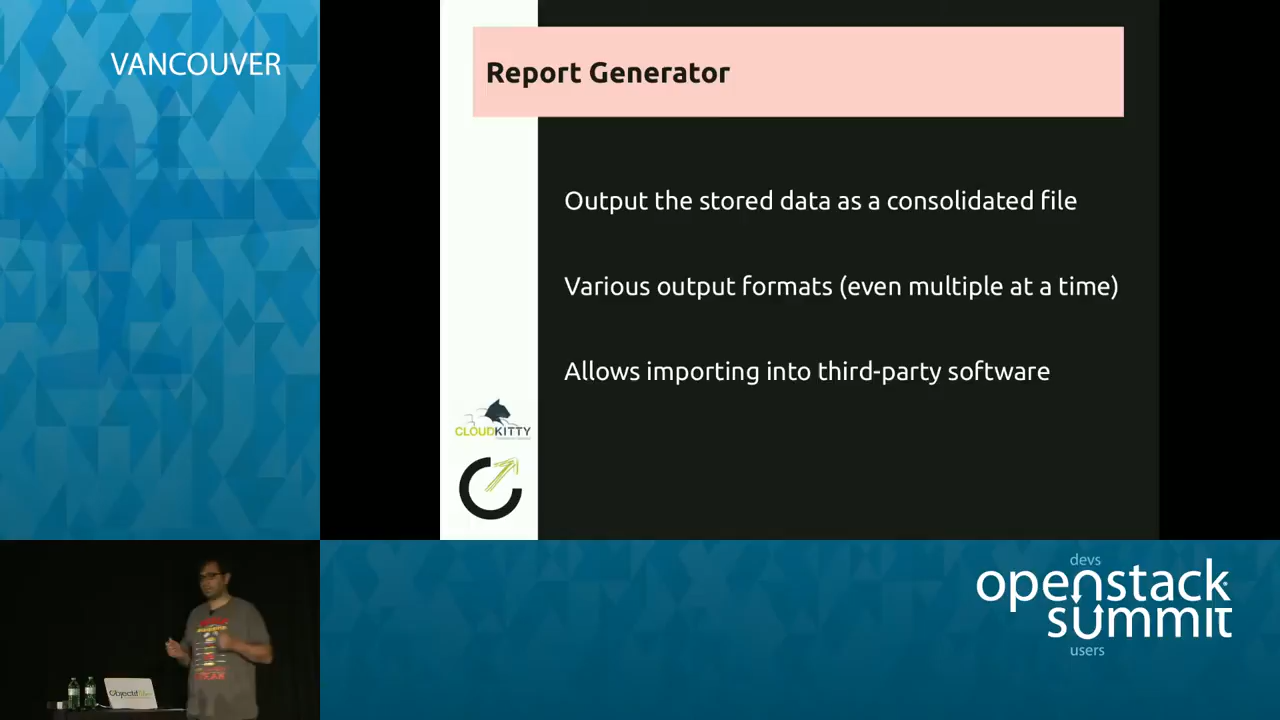 VANCOUVER
Report Generator
Output the stored data as a consolidated file
Various output formats (even multiple at a time)
Allows importing into third-party software
CLOUDKITTY
devs
openstack
summit
users